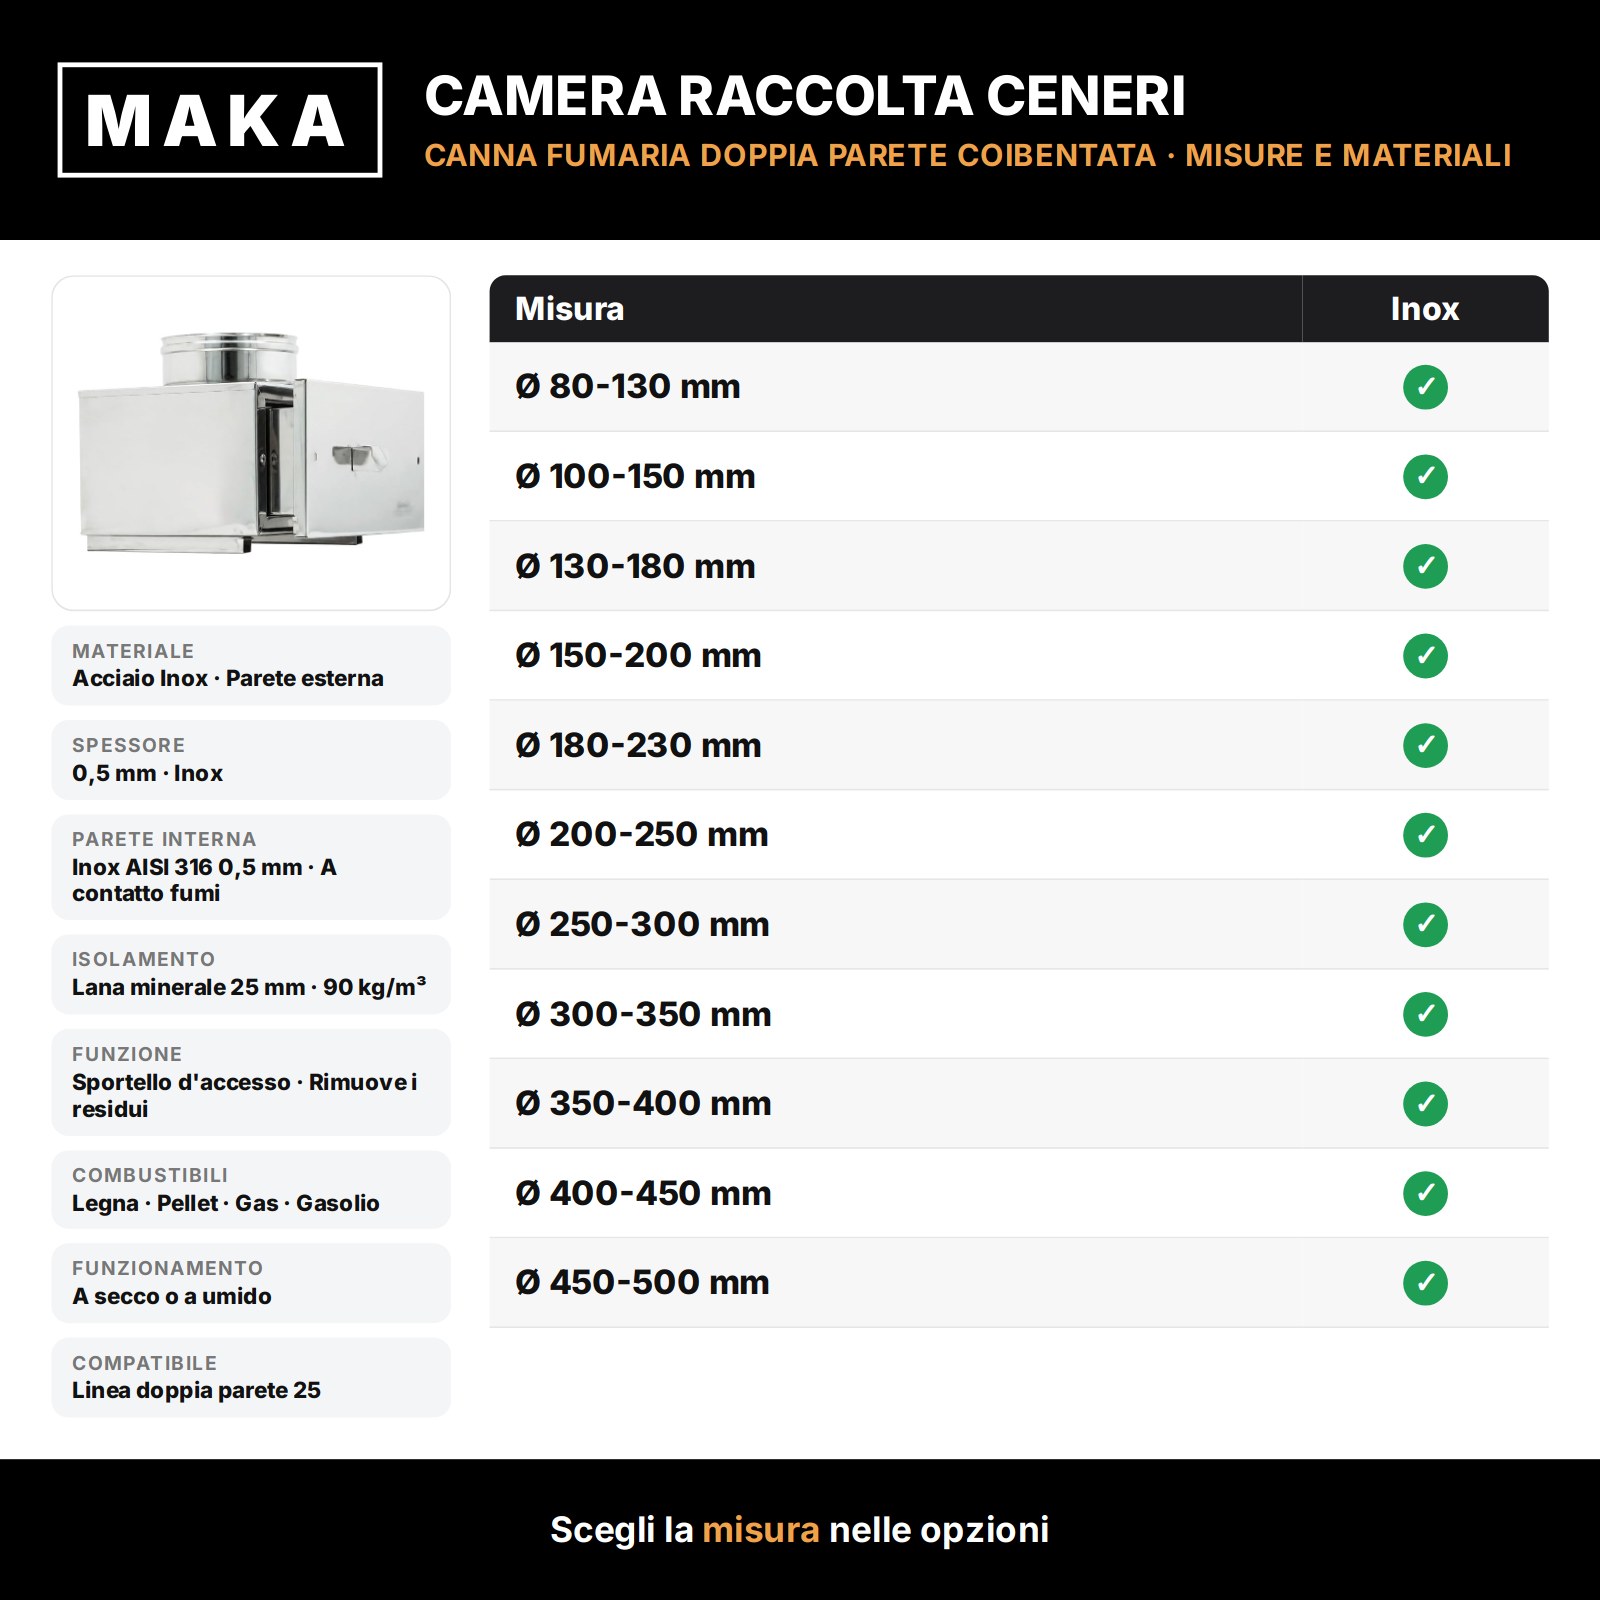 MAKA
CAMERA RACCOLTA CENERI
CANNA FUMARIA DOPPIA PARETE COIBENTATA · MISURE E MATERIALI
MATERIALE
Acciaio Inox · Parete esterna
SPESSORE
0,5 mm · Inox
PARETE INTERNA
Inox AISI 316 0,5 mm · A
contatto fumi
ISOLAMENTO
Lana minerale 25 mm · 90 kg/m³
FUNZIONE
Sportello d'accesso · Rimuove i
residui
COMBUSTIBILI
Legna · Pellet · Gas · Gasolio
FUNZIONAMENTO
A secco o a umido
COMPATIBILE
Linea doppia parete 25
Misura Inox
Ø 80-130 mm ✓
Ø 100-150 mm ✓
Ø 130-180 mm ✓
Ø 150-200 mm ✓
Ø 180-230 mm ✓
Ø 200-250 mm ✓
Ø 250-300 mm ✓
Ø 300-350 mm ✓
Ø 350-400 mm ✓
Ø 400-450 mm ✓
Ø 450-500 mm ✓
Scegli la misura nelle opzioni